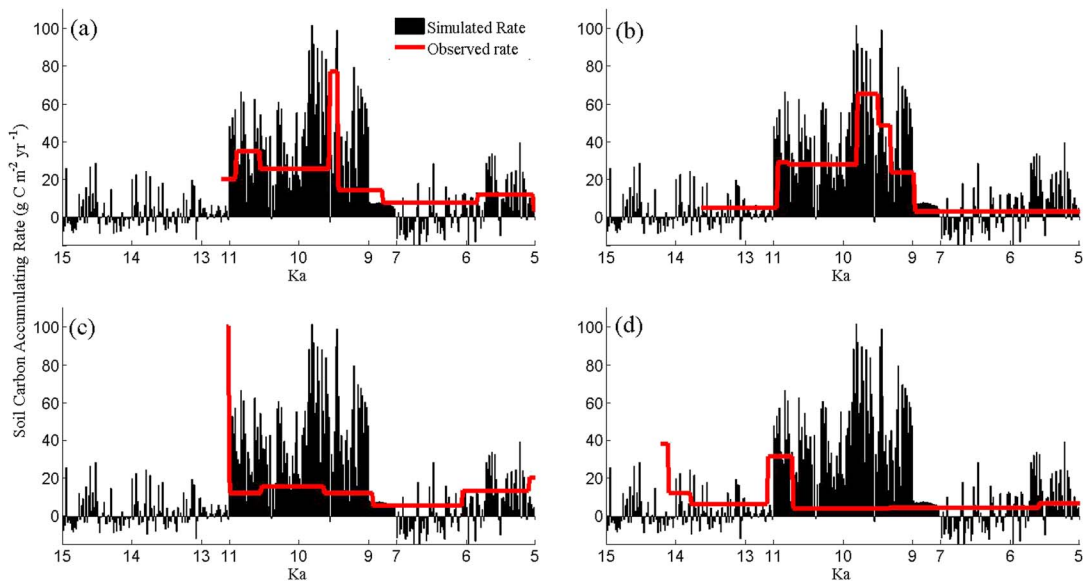 (a)
Simulated Rate
Observed rate
(b)
100
80
60
40
20
0
15 14 13 11 10 9 7 6 5
Ka
100
80
60
40
20
0
15 14 13 11 10 9 7 6 5
Ka
Soil Carbon Accumulating Rate (g C m⁻² yr⁻¹)
(c)
100
80
60
40
20
0
15 14 13 11 10 9 7 6 5
Ka
(d)
100
80
60
40
20
0
15 14 13 11 10 9 7 6 5
Ka